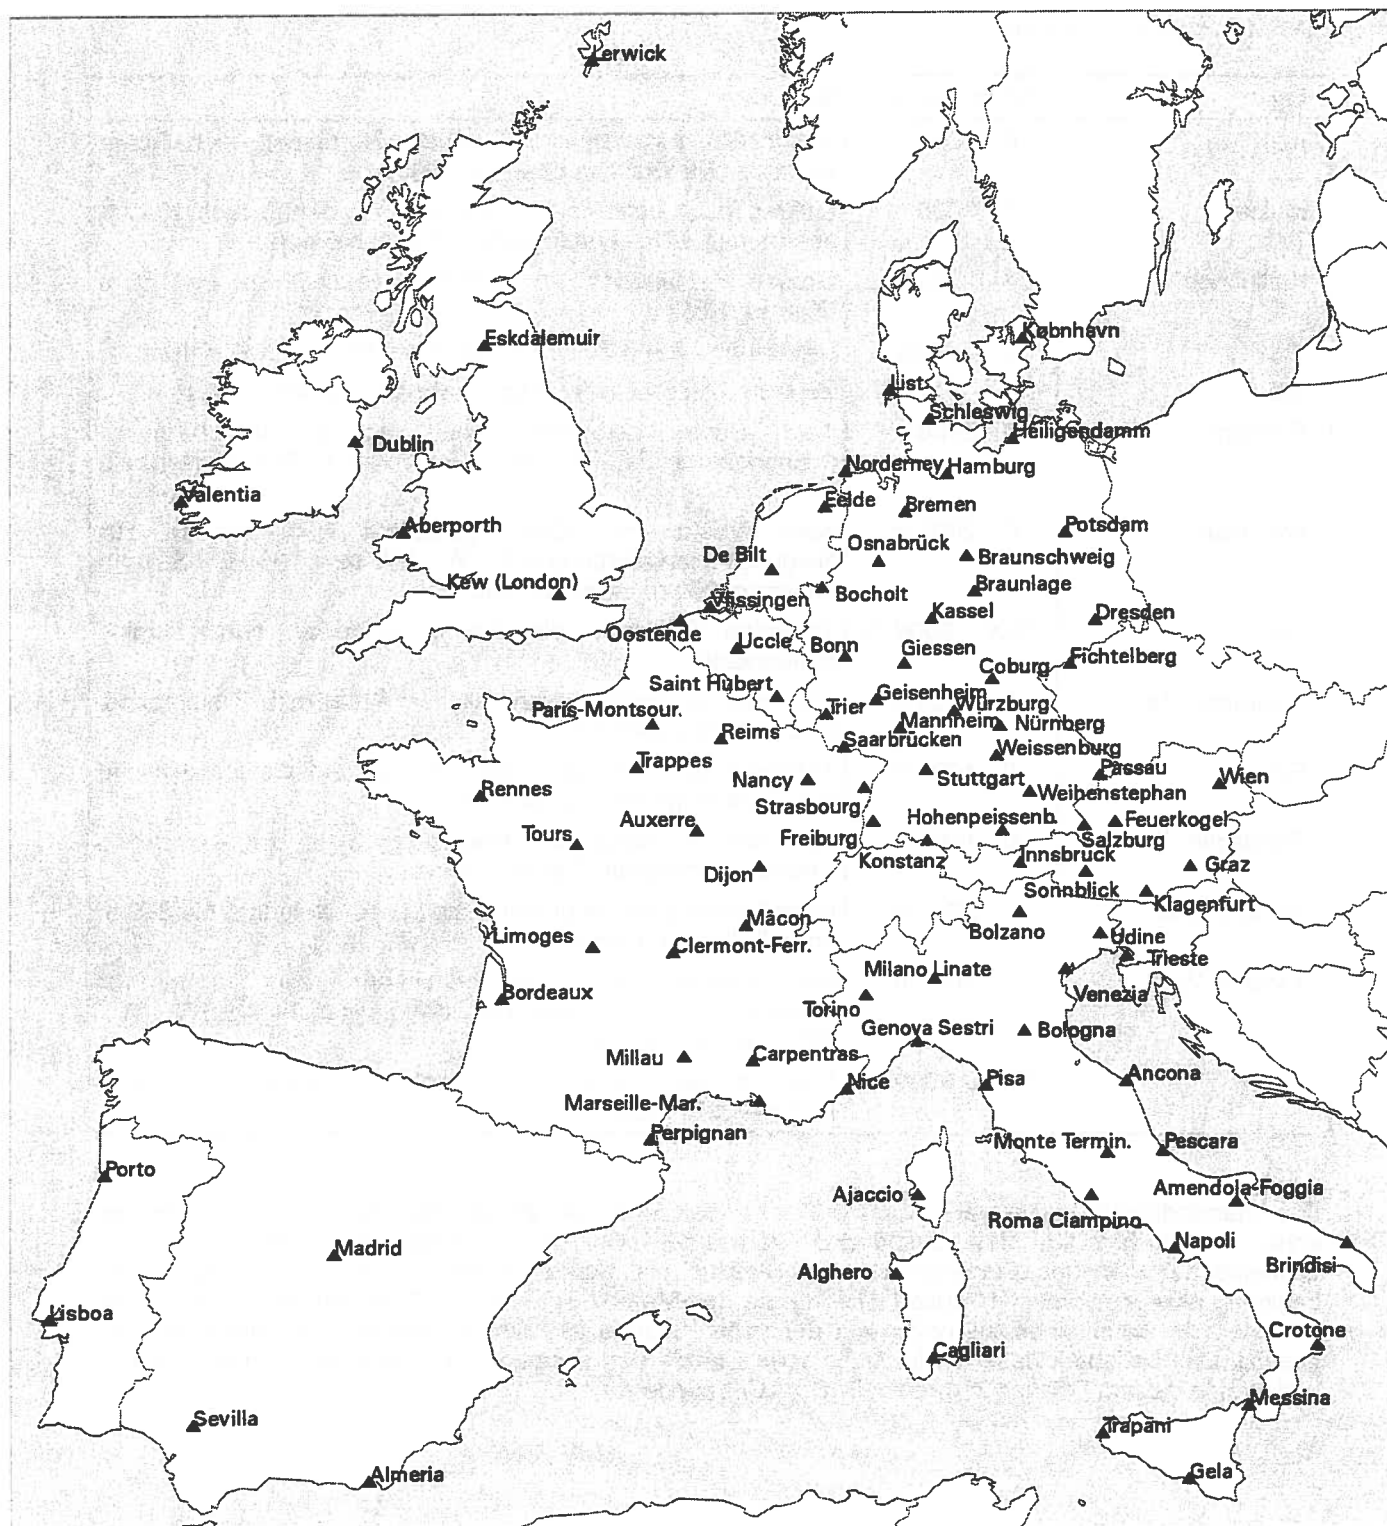 Lerwick
Eskdalemuir
København
List
Schleswig
Heiligendamm
Dublin
Norderney
Hamburg
Valentia
Eelde
Bremen
Aberporth
Potsdam
Osnabrück
De Bilt
Braunschweig
Kew (London)
Bocholt
Braunlage
Vlissingen
Kassel
Dresden
Oostende
Uccle
Bonn
Giessen
Fichtelberg
Coburg
Saint Hubert
Geisenheim
Trier
Würzburg
Paris-Montsour.
Mannheim
Nürnberg
Reims
Saarbrücken
Weissenburg
Trappes
Nancy
Stuttgart
Passau
Wien
Rennes
Strasbourg
Weihenstephan
Auxerre
Hohenpeissenb.
Feuerkogel
Tours
Freiburg
Salzburg
Konstanz
Innsbruck
Graz
Dijon
Sonnblick
Klagenfurt
Mâcon
Bolzano
Udine
Limoges
Clermont-Ferr.
Trieste
Milano Linate
Bordeaux
Venezia
Torino
Genova Sestri
Bologna
Millau
Carpentras
Nice
Pisa
Ancona
Marseille-Mar.
Perpignan
Monte Termin.
Pescara
Porto
Ajaccio
Amendola-Foggia
Roma Ciampino
Madrid
Napoli
Alghero
Brindisi
Lisboa
Crotone
Cagliari
Messina
Sevilla
Trapani
Almeria
Gela